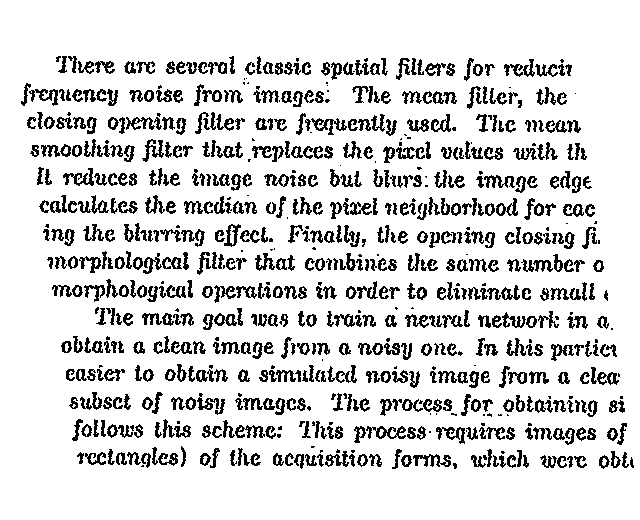 There are several classic spatial filters for reducin
frequency noise from images. The mean filter, the
closing opening filter are frequently used. The mean
smoothing filter that replaces the pixel values with th
It reduces the image noise but blurs the image edge
calculates the median of the pixel neighborhood for eac
ing the blurring effect. Finally, the opening closing fi
morphological filter that combines the same number o
morphological operations in order to eliminate small
The main goal was to train a neural network in a
obtain a clean image from a noisy one. In this particu
easier to obtain a simulated noisy image from a clea
subset of noisy images. The process for obtaining si
follows this scheme: This process requires images of
rectangles) of the acquisition forms, which were obt